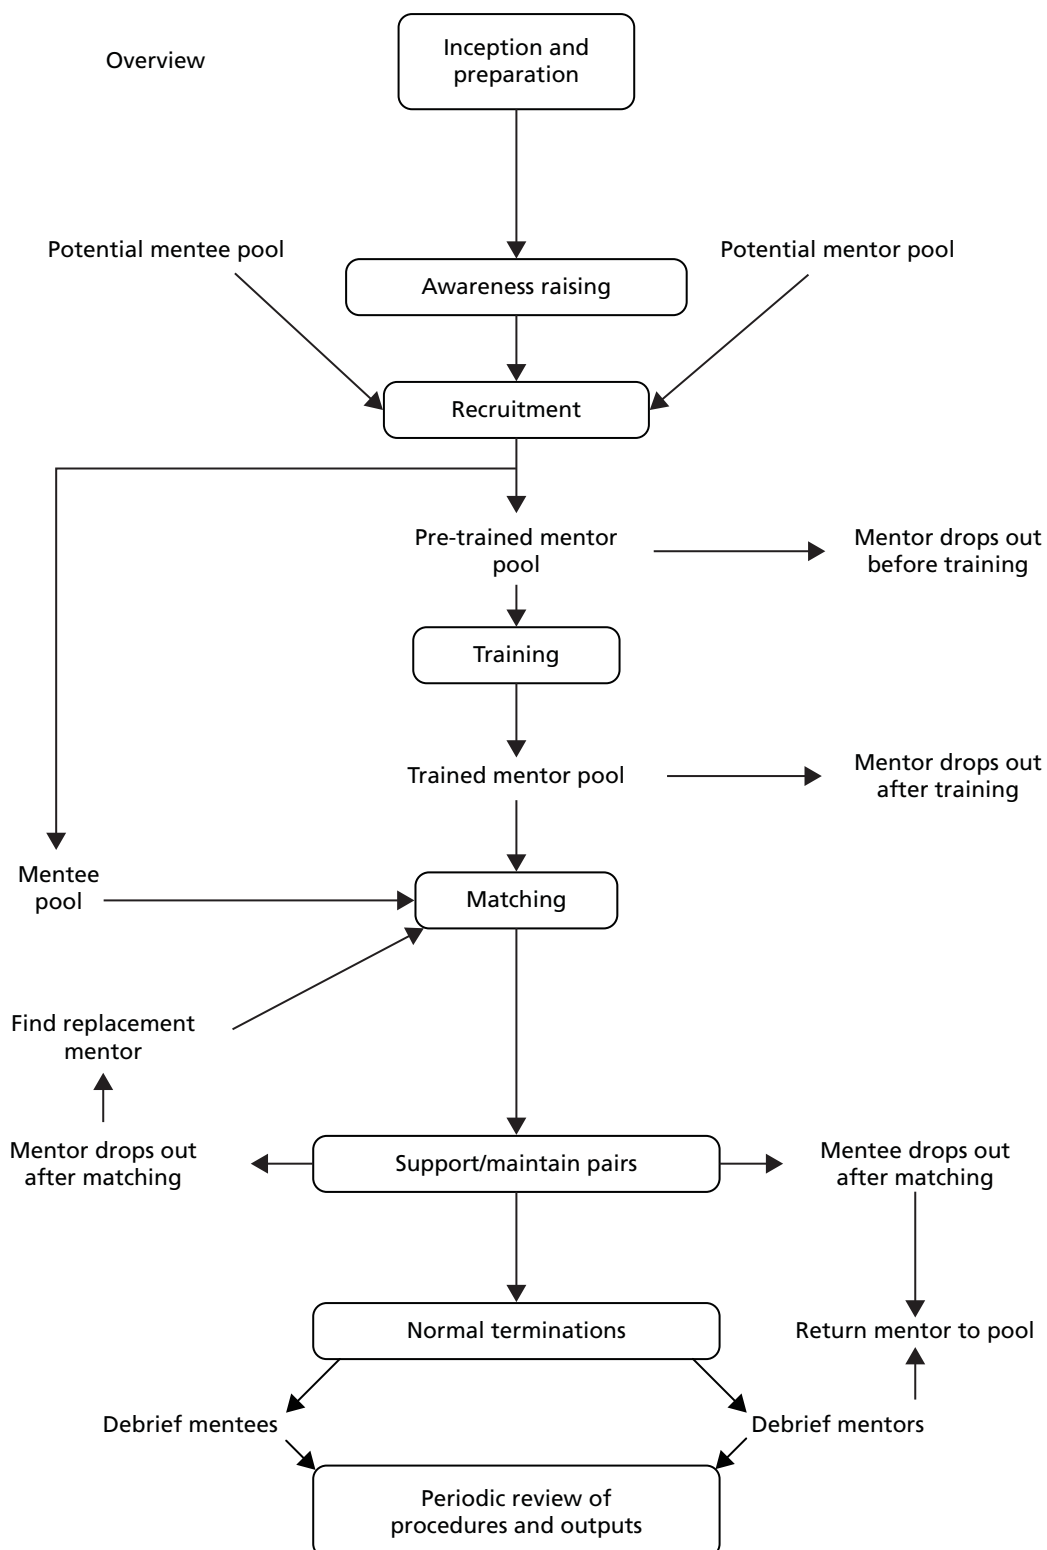 Overview
Inception and
preparation
Potential mentee pool
Potential mentor pool
Awareness raising
Recruitment
Pre-trained mentor
pool
Mentor drops out
before training
Training
Trained mentor pool
Mentor drops out
after training
Mentee
pool
Matching
Find replacement
mentor
Mentor drops out
after matching
Support/maintain pairs
Mentee drops out
after matching
Normal terminations
Return mentor to pool
Debrief mentees
Debrief mentors
Periodic review of
procedures and outputs